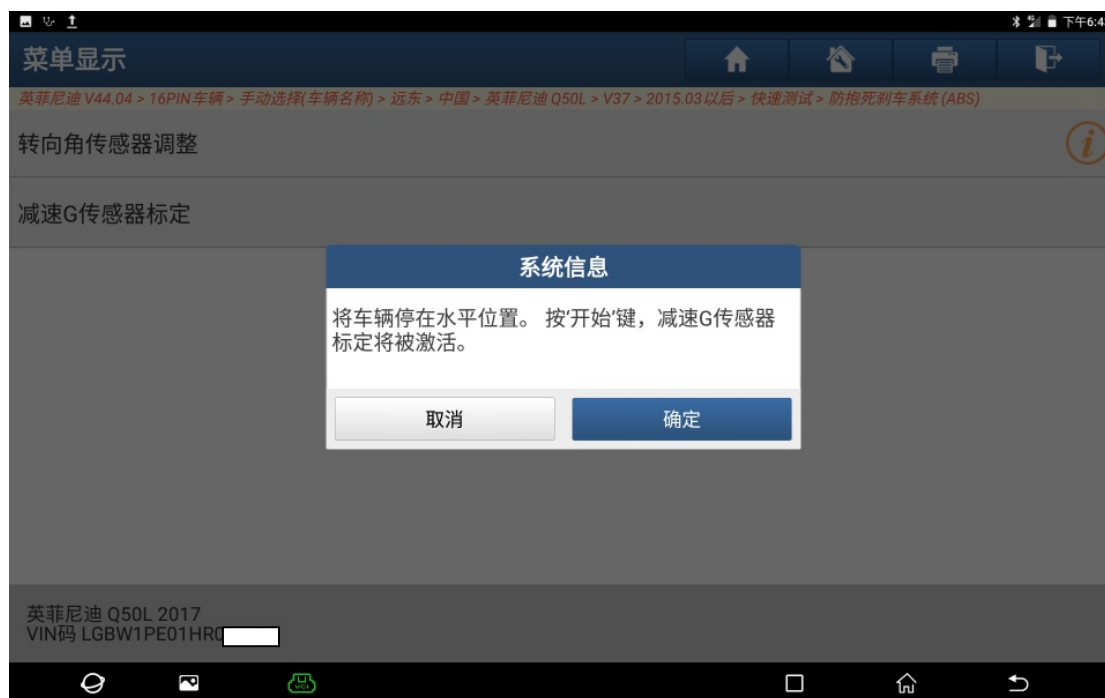 下午6:4
菜单显示
英菲尼迪 V44.04 > 16PIN车辆 > 手动选择(车辆名称) > 远东 > 中国 > 英菲尼迪 Q50L > V37 > 2015.03以后 > 快速测试 > 防抱死刹车系统 (ABS)
转向角传感器调整
i
减速G传感器标定
系统信息
将车辆停在水平位置。 按'开始'键，减速G传感器
标定将被激活。
取消
确定
英菲尼迪 Q50L 2017
VIN码 LGBW1PE01HR0